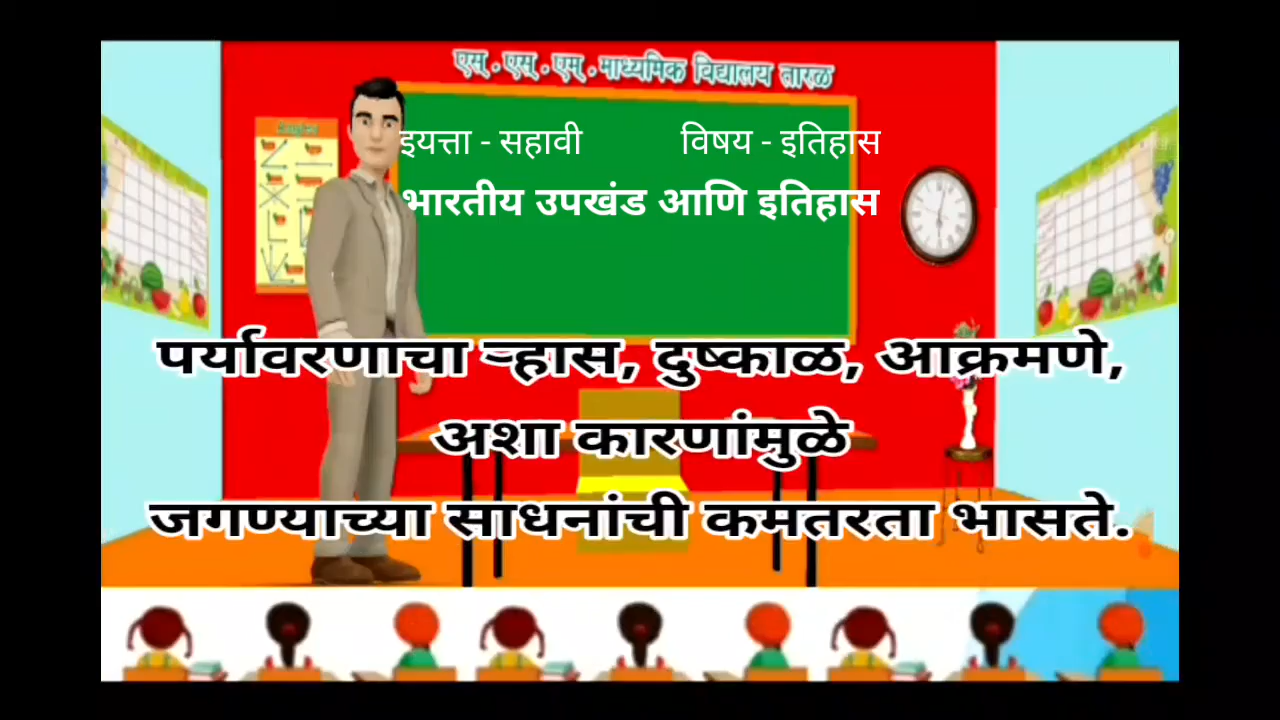 एस्.एस्.एम्.माध्यमिक विद्यालय तारळ
इयत्ता - सहावी विषय - इतिहास
भारतीय उपखंड आणि इतिहास
पर्यावरणाचा ऱ्हास, दुष्काळ, आक्रमणे,
अशा कारणांमुळे
जगण्याच्या साधनांची कमतरता भासते.